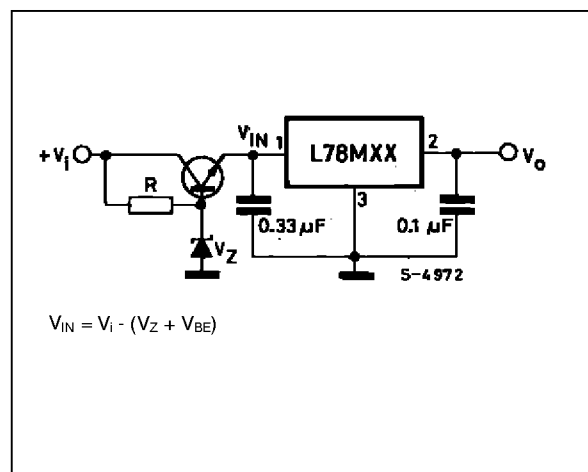 + Vi
R
VZ
VIN
1
L78MXX
2
3
Vo
0.33 µF
0.1 µF
S-4972
VIN = Vi - (VZ + VBE)